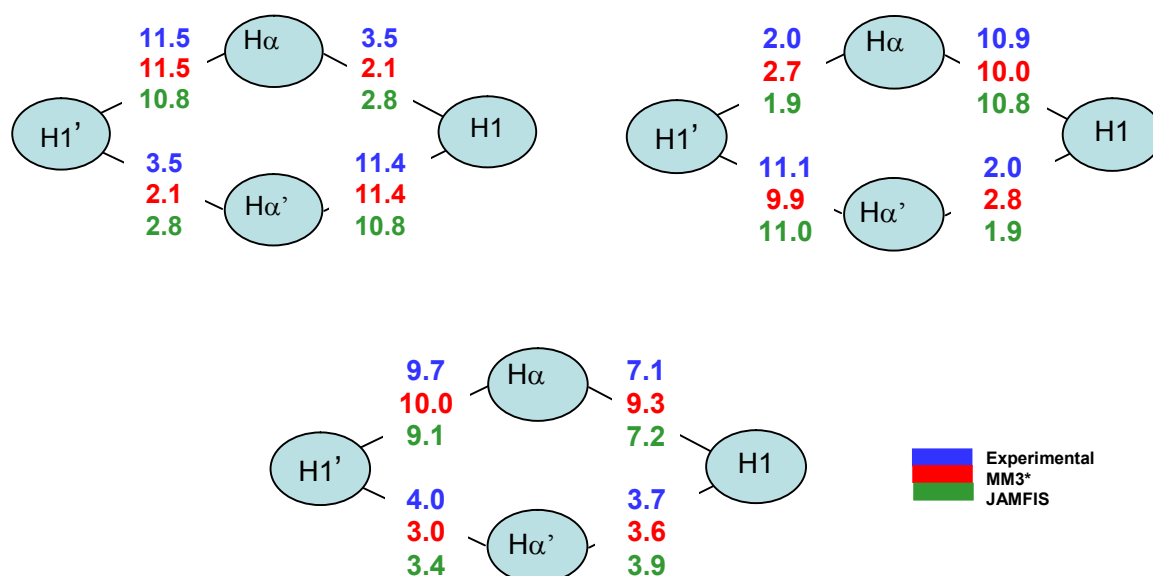 11.5
11.5
10.8
Hα
3.5
2.1
2.8
H1’
H1
3.5
2.1
2.8
Hα’
11.4
11.4
10.8
2.0
2.7
1.9
Hα
10.9
10.0
10.8
H1’
H1
11.1
9.9
11.0
Hα’
2.0
2.8
1.9
9.7
10.0
9.1
Hα
7.1
9.3
7.2
H1’
H1
4.0
3.0
3.4
Hα’
3.7
3.6
3.9
Experimental
MM3*
JAMFIS